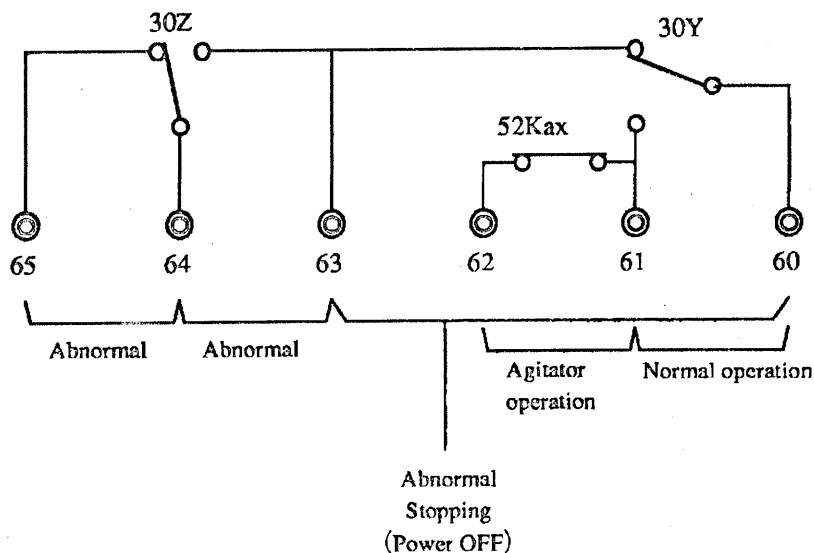 30Z
30Y
52Kax
65
64
63
62
61
60
Abnormal
Abnormal
Agitator
operation
Normal operation
Abnormal
Stopping
(Power OFF)